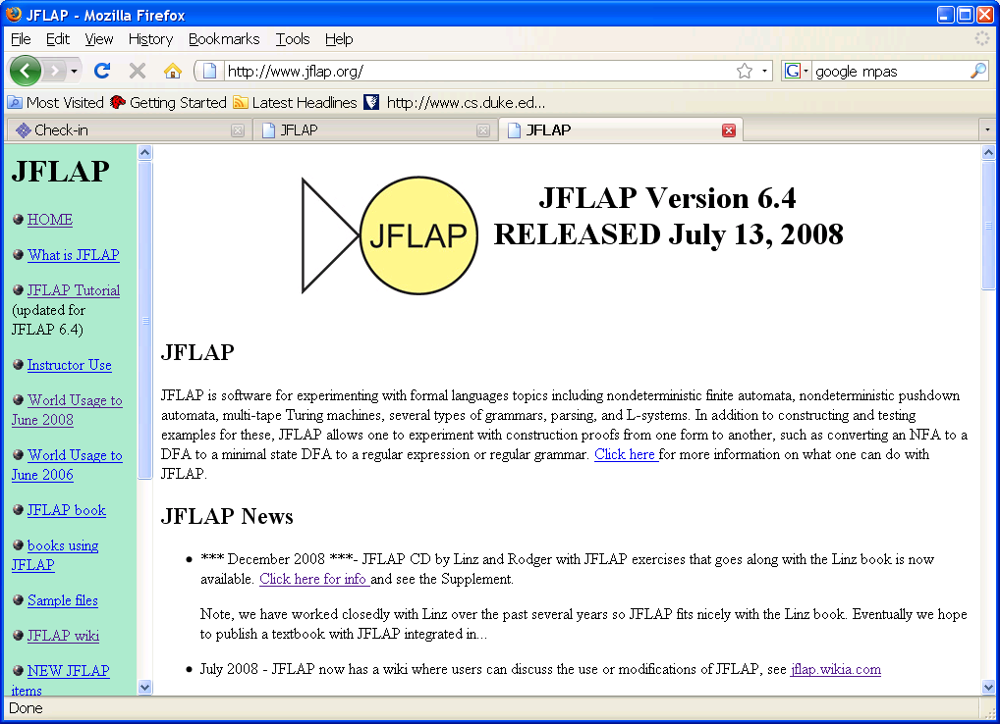 JFLAP - Mozilla Firefox
File Edit View History Bookmarks Tools Help
http://www.jflap.org/
G
google mpas
Most Visited Getting Started Latest Headlines http://www.cs.duke.ed...
Check-in JFLAP JFLAP
JFLAP
HOME
What is JFLAP
JFLAP Tutorial
(updated for
JFLAP 6.4)
Instructor Use
World Usage to
June 2008
World Usage to
June 2006
JFLAP book
books using
JFLAP
Sample files
JFLAP wiki
NEW JFLAP
items
JFLAP
JFLAP Version 6.4
RELEASED July 13, 2008
JFLAP
JFLAP is software for experimenting with formal languages topics including nondeterministic finite automata, nondeterministic pushdown
automata, multi-tape Turing machines, several types of grammars, parsing, and L-systems. In addition to constructing and testing
examples for these, JFLAP allows one to experiment with construction proofs from one form to another, such as converting an NFA to a
DFA to a minimal state DFA to a regular expression or regular grammar. Click here for more information on what one can do with
JFLAP.
JFLAP News
• *** December 2008 ***- JFLAP CD by Linz and Rodger with JFLAP exercises that goes along with the Linz book is now
available. Click here for info and see the Supplement.
Note, we have worked closedly with Linz over the past several years so JFLAP fits nicely with the Linz book. Eventually we hope
to publish a textbook with JFLAP integrated in...
• July 2008 - JFLAP now has a wiki where users can discuss the use or modifications of JFLAP, see jflap.wikia.com
Done